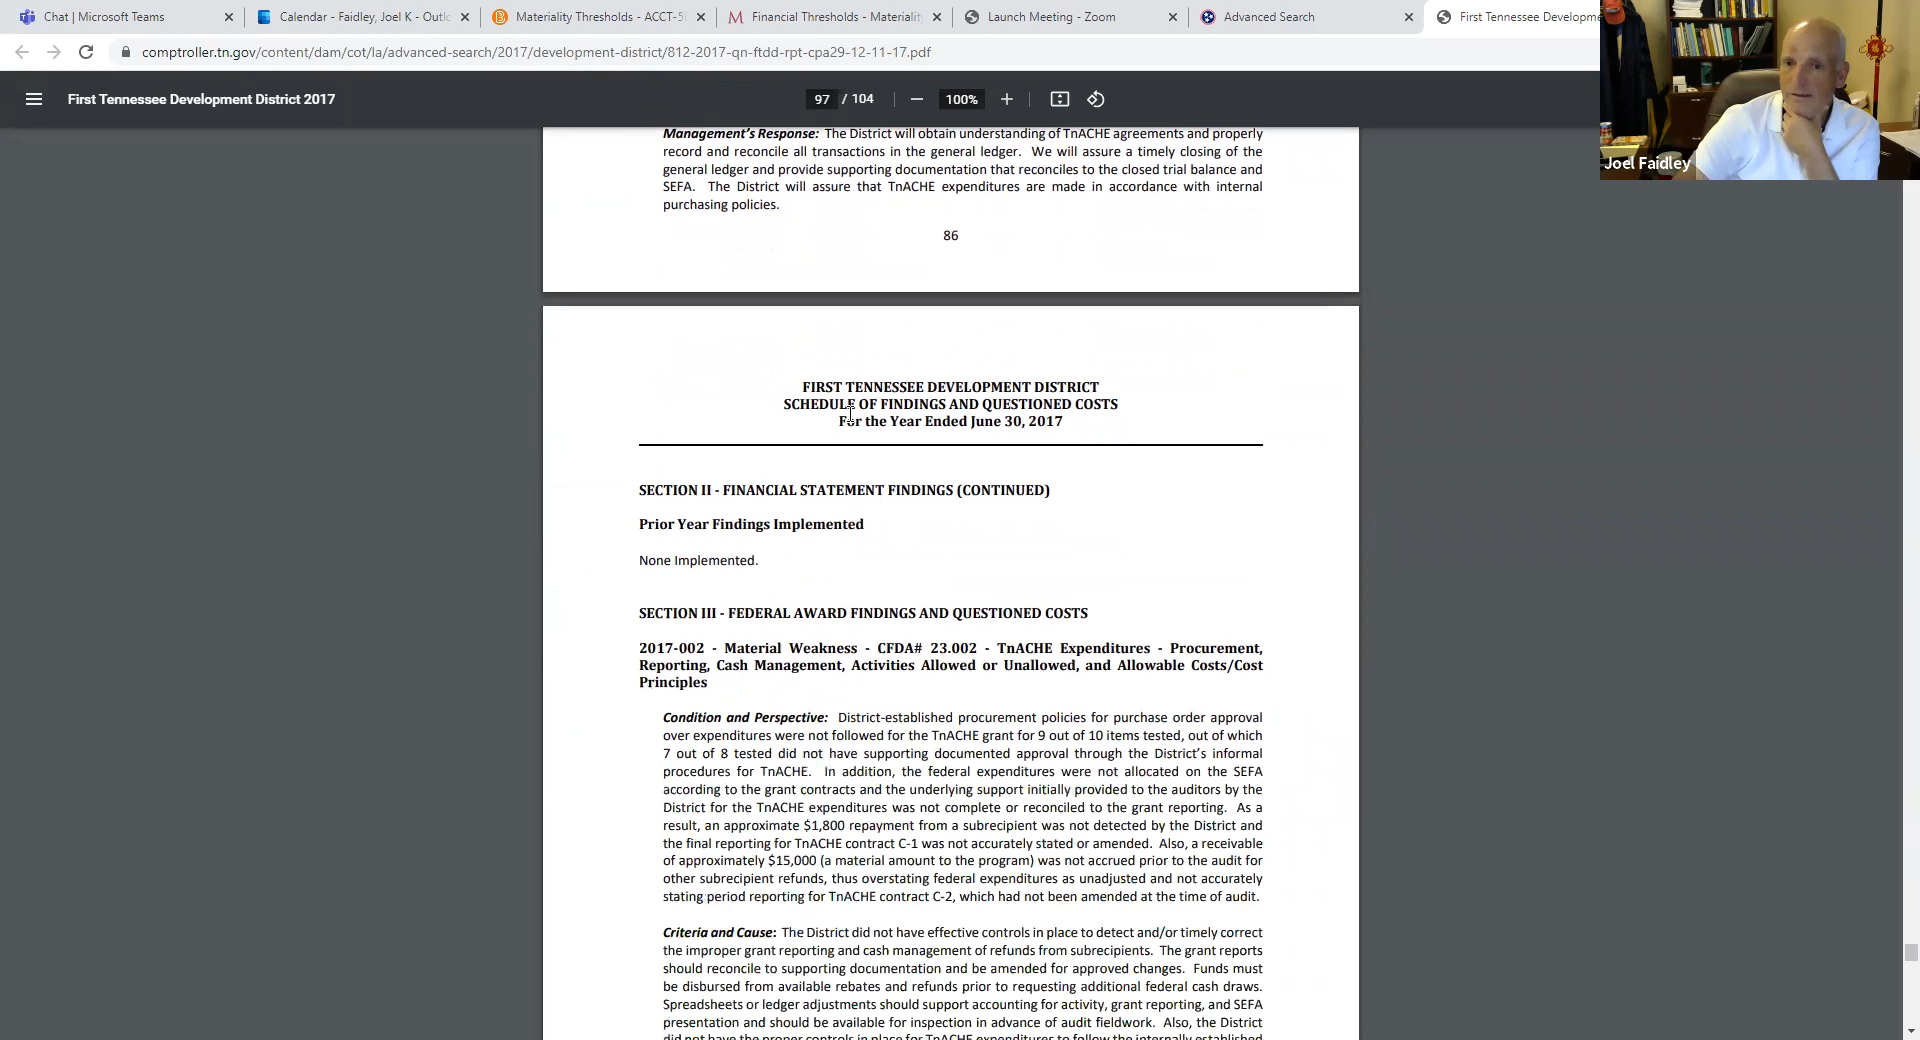 Chat | Microsoft Teams
Calendar - Faidley, Joel K - Outlo
Materiality Thresholds - ACCT-5
Financial Thresholds - Materiality
Launch Meeting - Zoom
Advanced Search
First Tennessee Developme
comptroller.tn.gov/content/dam/cot/la/advanced-search/2017/development-district/812-2017-qn-ftdd-rpt-cpa29-12-11-17.pdf
First Tennessee Development District 2017
97 / 104
100%
Joel Faidley
Management's Response: The District will obtain understanding of TnACHE agreements and properly
record and reconcile all transactions in the general ledger. We will assure a timely closing of the
general ledger and provide supporting documentation that reconciles to the closed trial balance and
SEFA. The District will assure that TnACHE expenditures are made in accordance with internal
purchasing policies.
86
FIRST TENNESSEE DEVELOPMENT DISTRICT
SCHEDULE OF FINDINGS AND QUESTIONED COSTS
For the Year Ended June 30, 2017
SECTION II - FINANCIAL STATEMENT FINDINGS (CONTINUED)
Prior Year Findings Implemented
None Implemented.
SECTION III - FEDERAL AWARD FINDINGS AND QUESTIONED COSTS
2017-002 - Material Weakness - CFDA# 23.002 - TnACHE Expenditures - Procurement,
Reporting, Cash Management, Activities Allowed or Unallowed, and Allowable Costs/Cost
Principles
Condition and Perspective: District-established procurement policies for purchase order approval
over expenditures were not followed for the TnACHE grant for 9 out of 10 items tested, out of which
7 out of 8 tested did not have supporting documented approval through the District's informal
procedures for TnACHE. In addition, the federal expenditures were not allocated on the SEFA
according to the grant contracts and the underlying support initially provided to the auditors by the
District for the TnACHE expenditures was not complete or reconciled to the grant reporting. As a
result, an approximate $1,800 repayment from a subrecipient was not detected by the District and
the final reporting for TnACHE contract C-1 was not accurately stated or amended. Also, a receivable
of approximately $15,000 (a material amount to the program) was not accrued prior to the audit for
other subrecipient refunds, thus overstating federal expenditures as unadjusted and not accurately
stating period reporting for TnACHE contract C-2, which had not been amended at the time of audit.
Criteria and Cause: The District did not have effective controls in place to detect and/or timely correct
the improper grant reporting and cash management of refunds from subrecipients. The grant reports
should reconcile to supporting documentation and be amended for approved changes. Funds must
be disbursed from available rebates and refunds prior to requesting additional federal cash draws.
Spreadsheets or ledger adjustments should support accounting for activity, grant reporting, and SEFA
presentation and should be available for inspection in advance of audit fieldwork. Also, the District
did not have the proper controls in place for TnACHE expenditures to follow the internally established